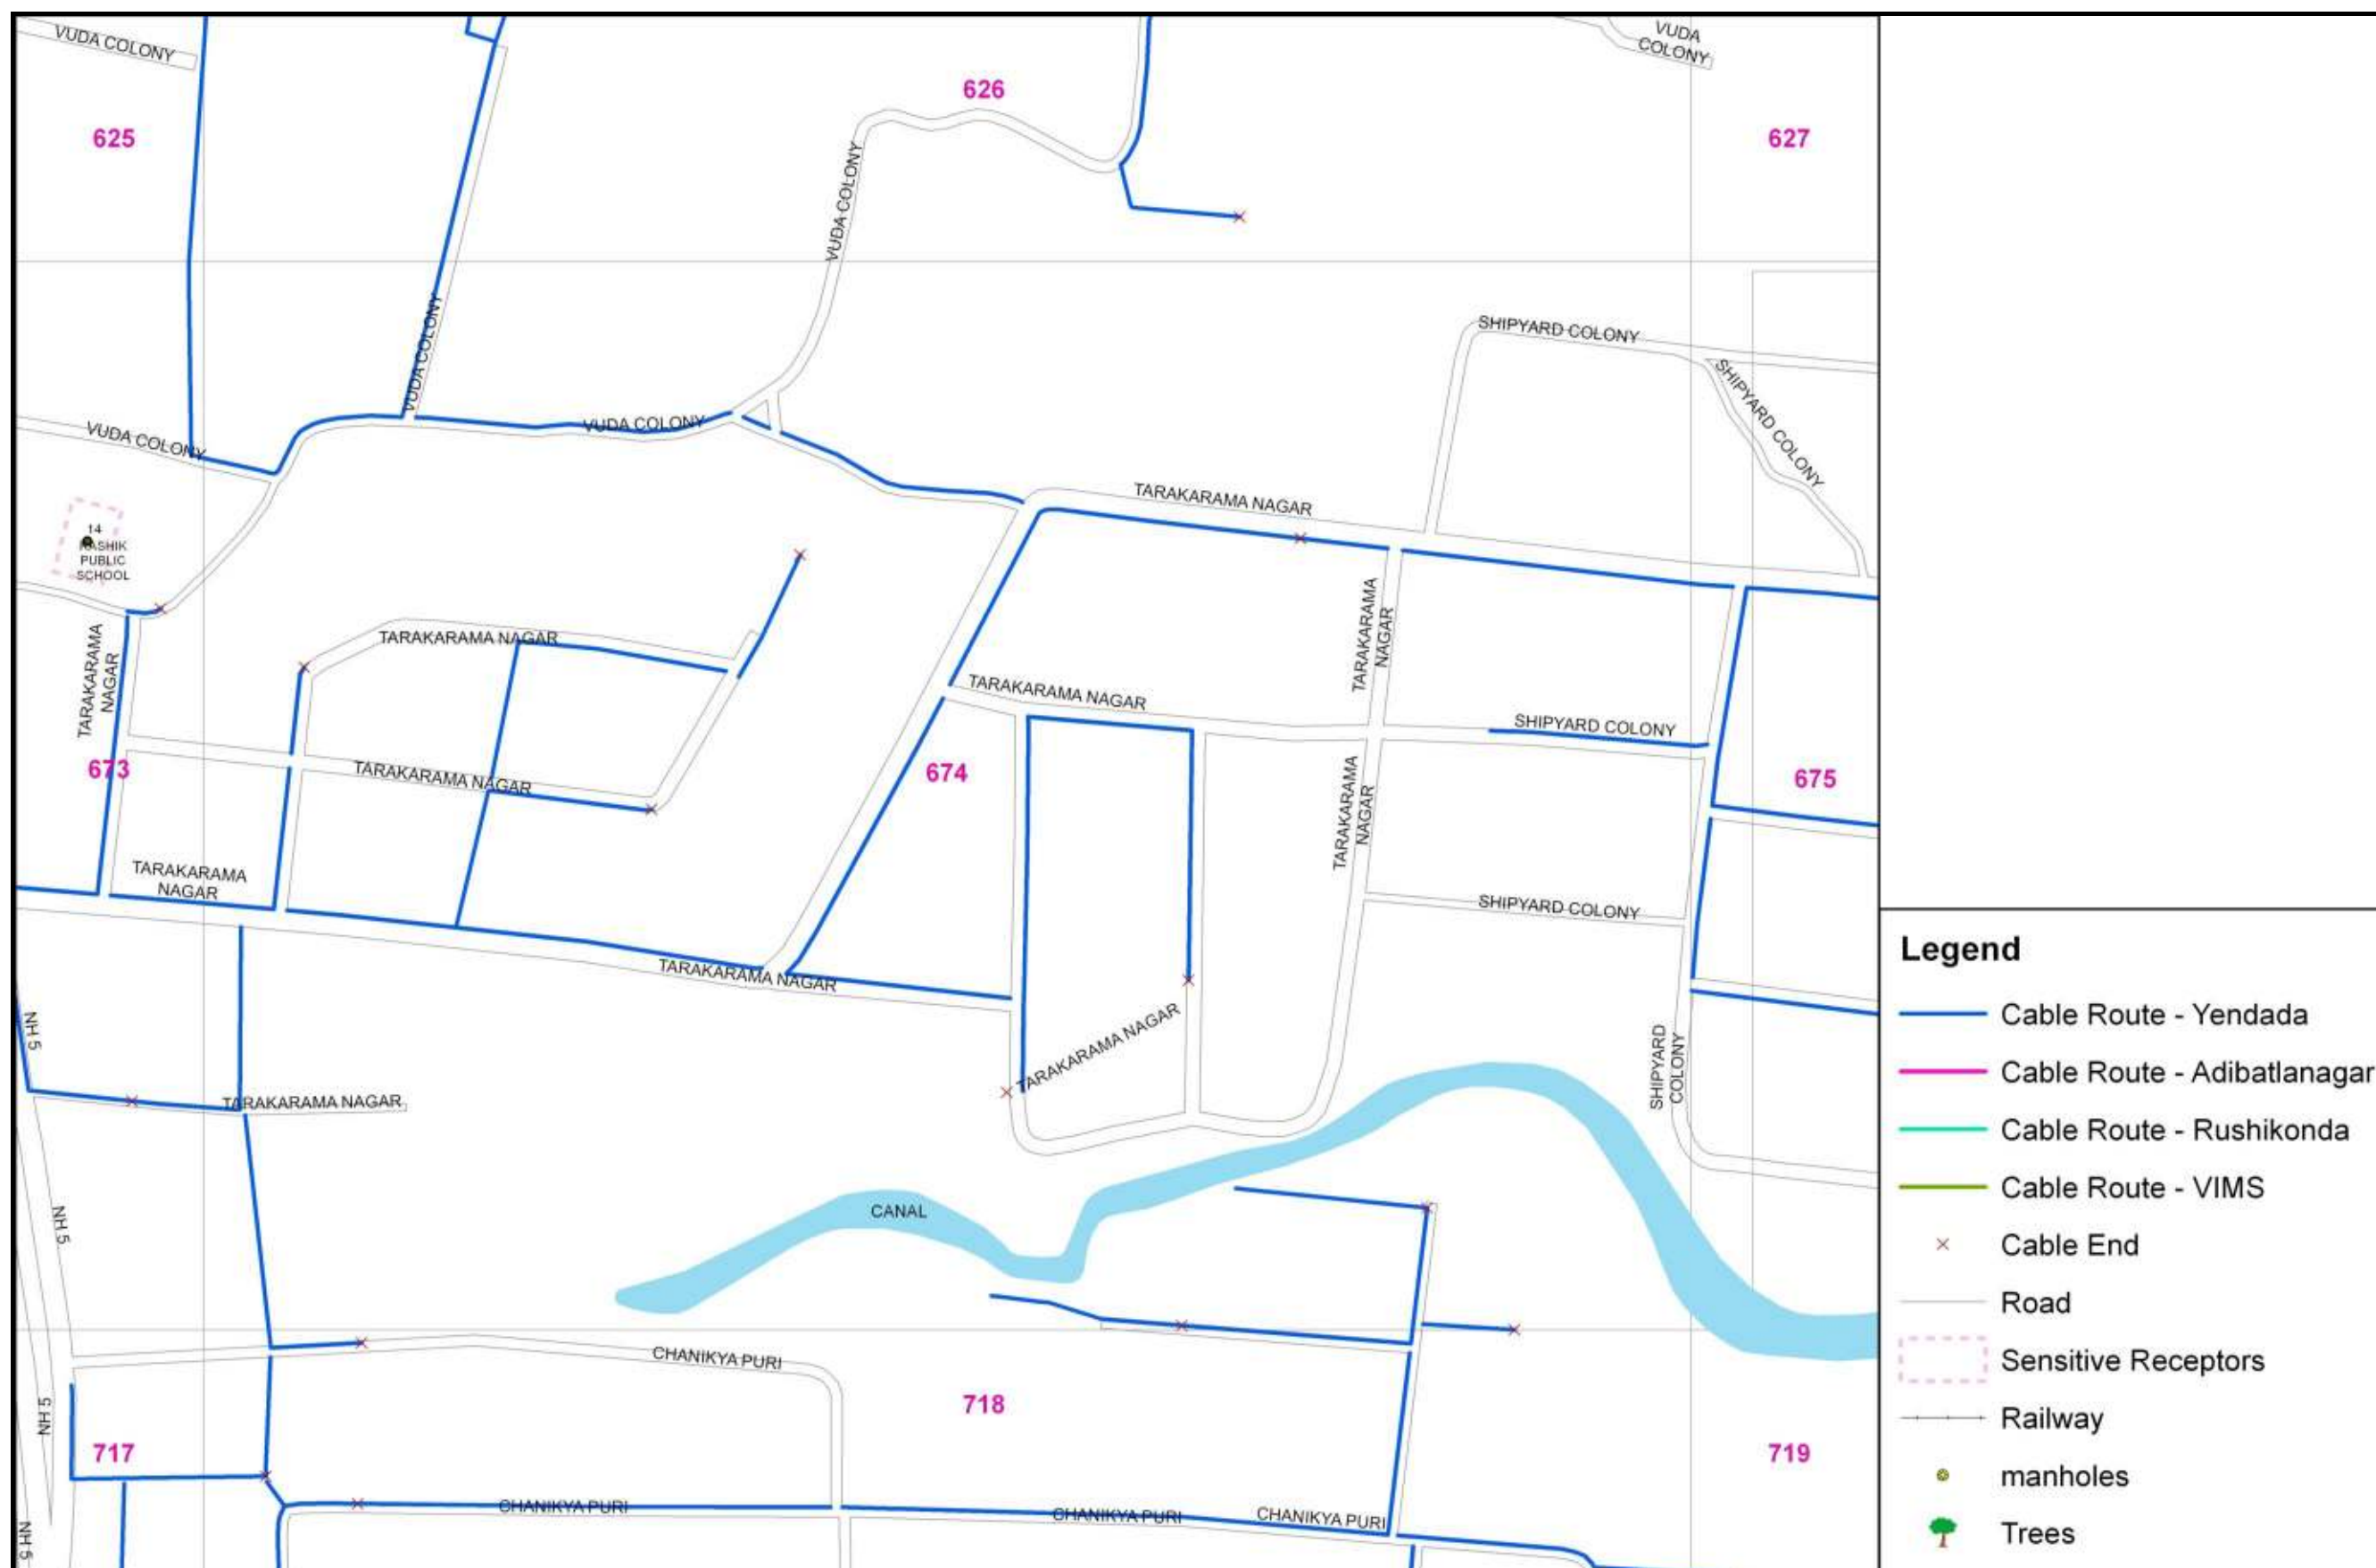 VUDA COLONY
VUDA
COLONY
626
625
627
VUDA COLONY
VUDA COLONY
SHIPYARD COLONY
SHIPYARD COLONY
VUDA COLONY
VUDA COLONY
TARAKARAMA NAGAR
14
KASHIK
PUBLIC
SCHOOL
TARAKARAMA
NAGAR
TARAKARAMA NAGAR
TARAKARAMA
NAGAR
TARAKARAMA NAGAR
SHIPYARD COLONY
673
TARAKARAMA NAGAR
674
TARAKARAMA
NAGAR
675
TARAKARAMA
NAGAR
SHIPYARD COLONY
TARAKARAMA NAGAR
NH 5
TARAKARAMA NAGAR
SHIPYARD
COLONY
TARAKARAMA NAGAR
NH 5
CANAL
CHANIKYA PURI
NH 5
718
717
719
CHANIKYA PURI
CHANIKYA PURI
CHANIKYA PURI
NH 5
Legend
Cable Route - Yendada
Cable Route - Adibatlanagar
Cable Route - Rushikonda
Cable Route - VIMS
Cable End
Road
Sensitive Receptors
Railway
manholes
Trees